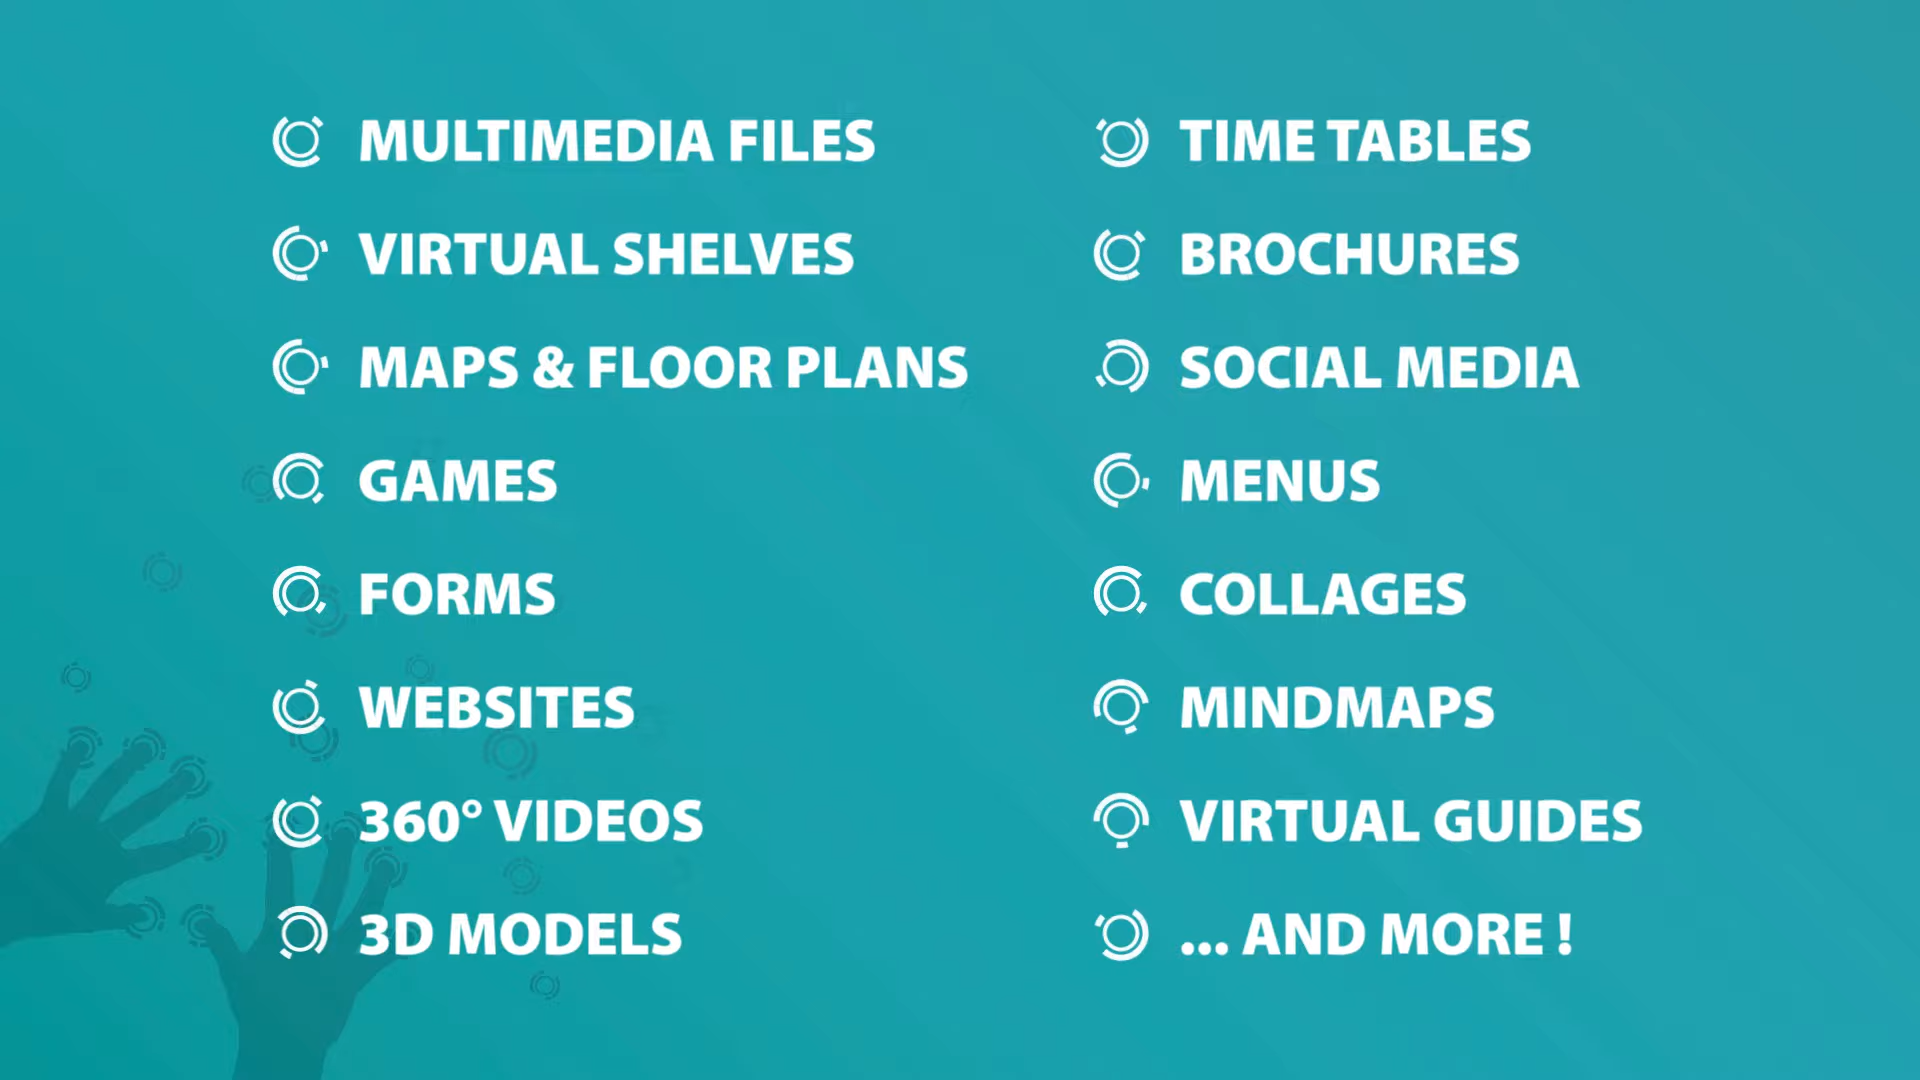 MULTIMEDIA FILES
VIRTUAL SHELVES
MAPS & FLOOR PLANS
GAMES
FORMS
WEBSITES
360° VIDEOS
3D MODELS
TIME TABLES
BROCHURES
SOCIAL MEDIA
MENUS
COLLAGES
MINDMAPS
VIRTUAL GUIDES
... AND MORE !